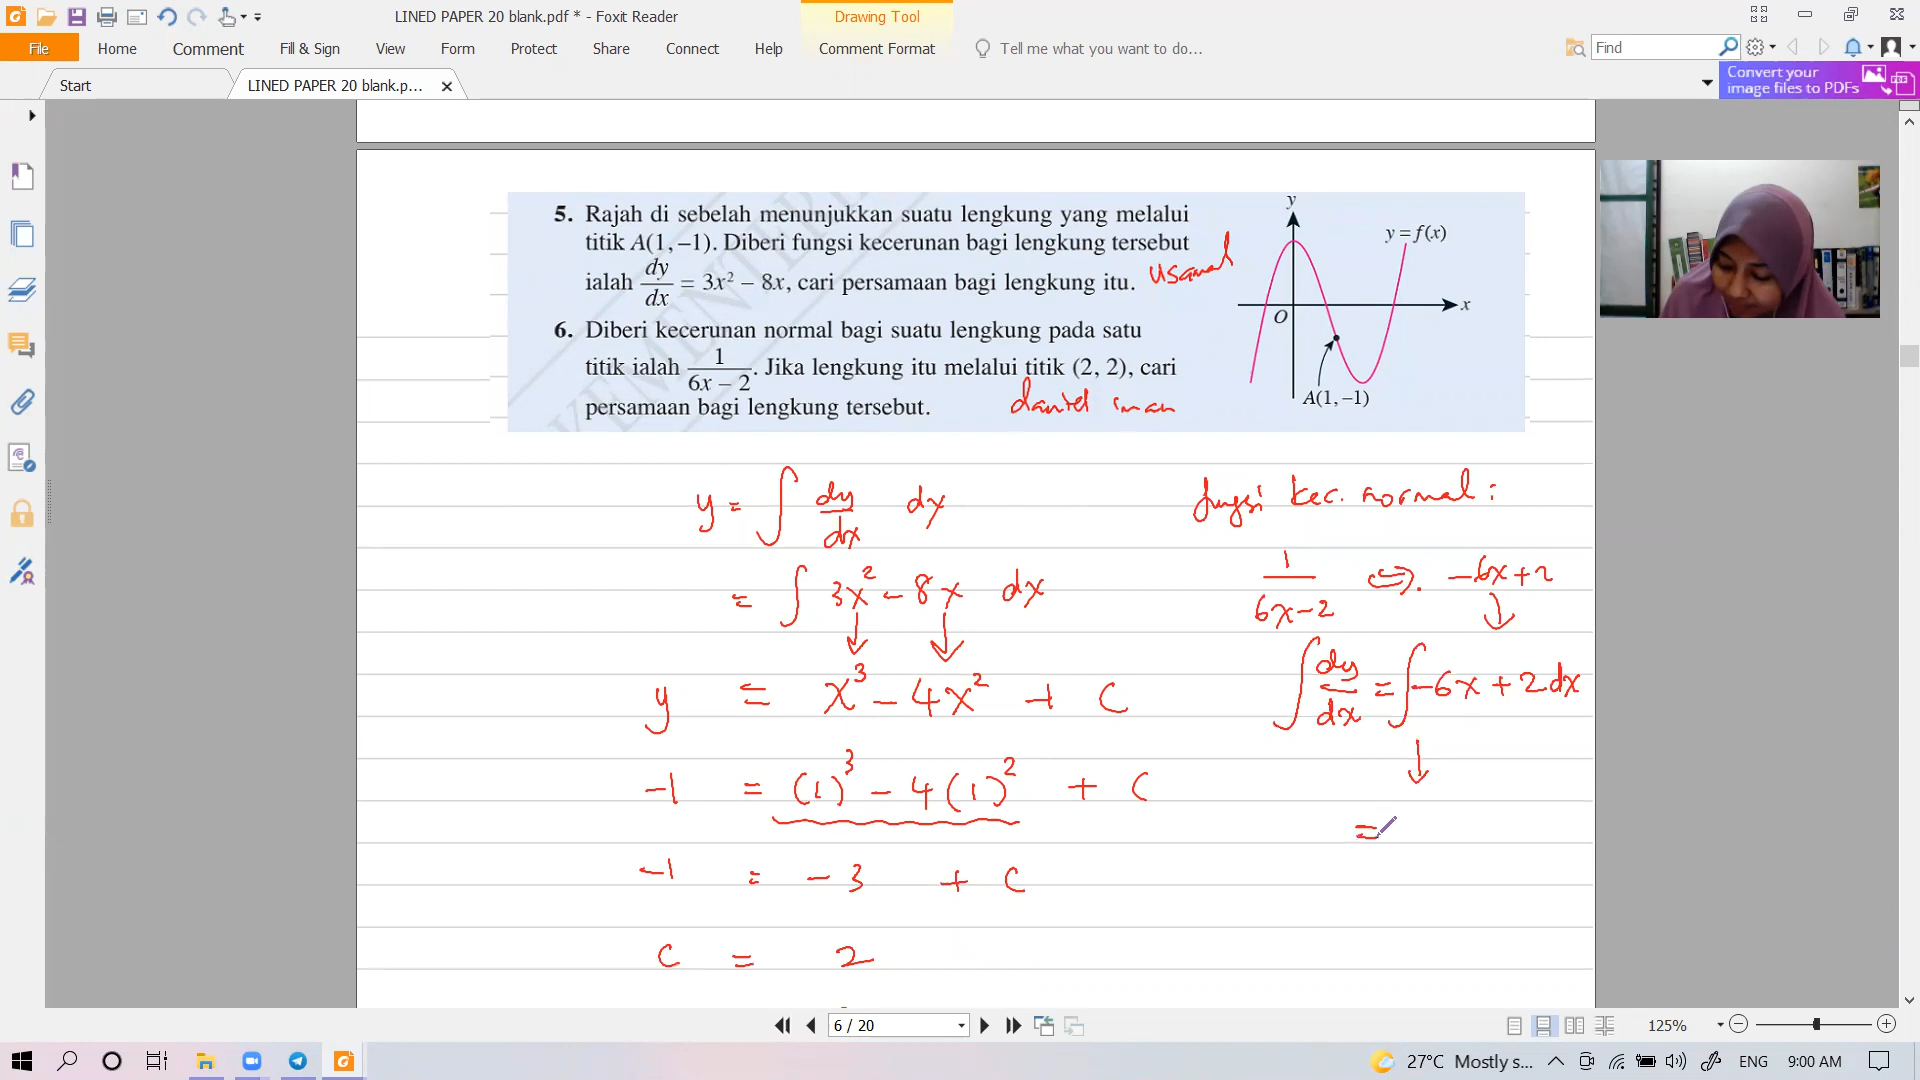 LINED PAPER 20 blank.pdf * - Foxit Reader
Drawing Tool
File Home Comment Fill & Sign View Form Protect Share Connect Help Comment Format Tell me what you want to do... Find
Start LINED PAPER 20 blank.p...
Convert your
image files to PDFs
5. Rajah di sebelah menunjukkan suatu lengkung yang melalui
titik A(1, –1). Diberi fungsi kecerunan bagi lengkung tersebut
ialah dy/dx = 3x² – 8x, cari persamaan bagi lengkung itu.
6. Diberi kecerunan normal bagi suatu lengkung pada satu
titik ialah 1/(6x – 2). Jika lengkung itu melalui titik (2, 2), cari
persamaan bagi lengkung tersebut.
daniel iman
y
y = f(x)
O
x
A(1, –1)
KEMENTER
y = ∫ dy/dx dx
= ∫ 3x² – 8x dx
y = x³ – 4x² + c
-1 = (1)³ – 4(1)² + c
-1 = -3 + c
c = 2
fungsi kec. normal :
1/(6x–2) ⇔ -6x+2
∫ dy/dx = ∫ -6x + 2 dx
=
6 / 20
125%
27°C Mostly s...
ENG
9:00 AM